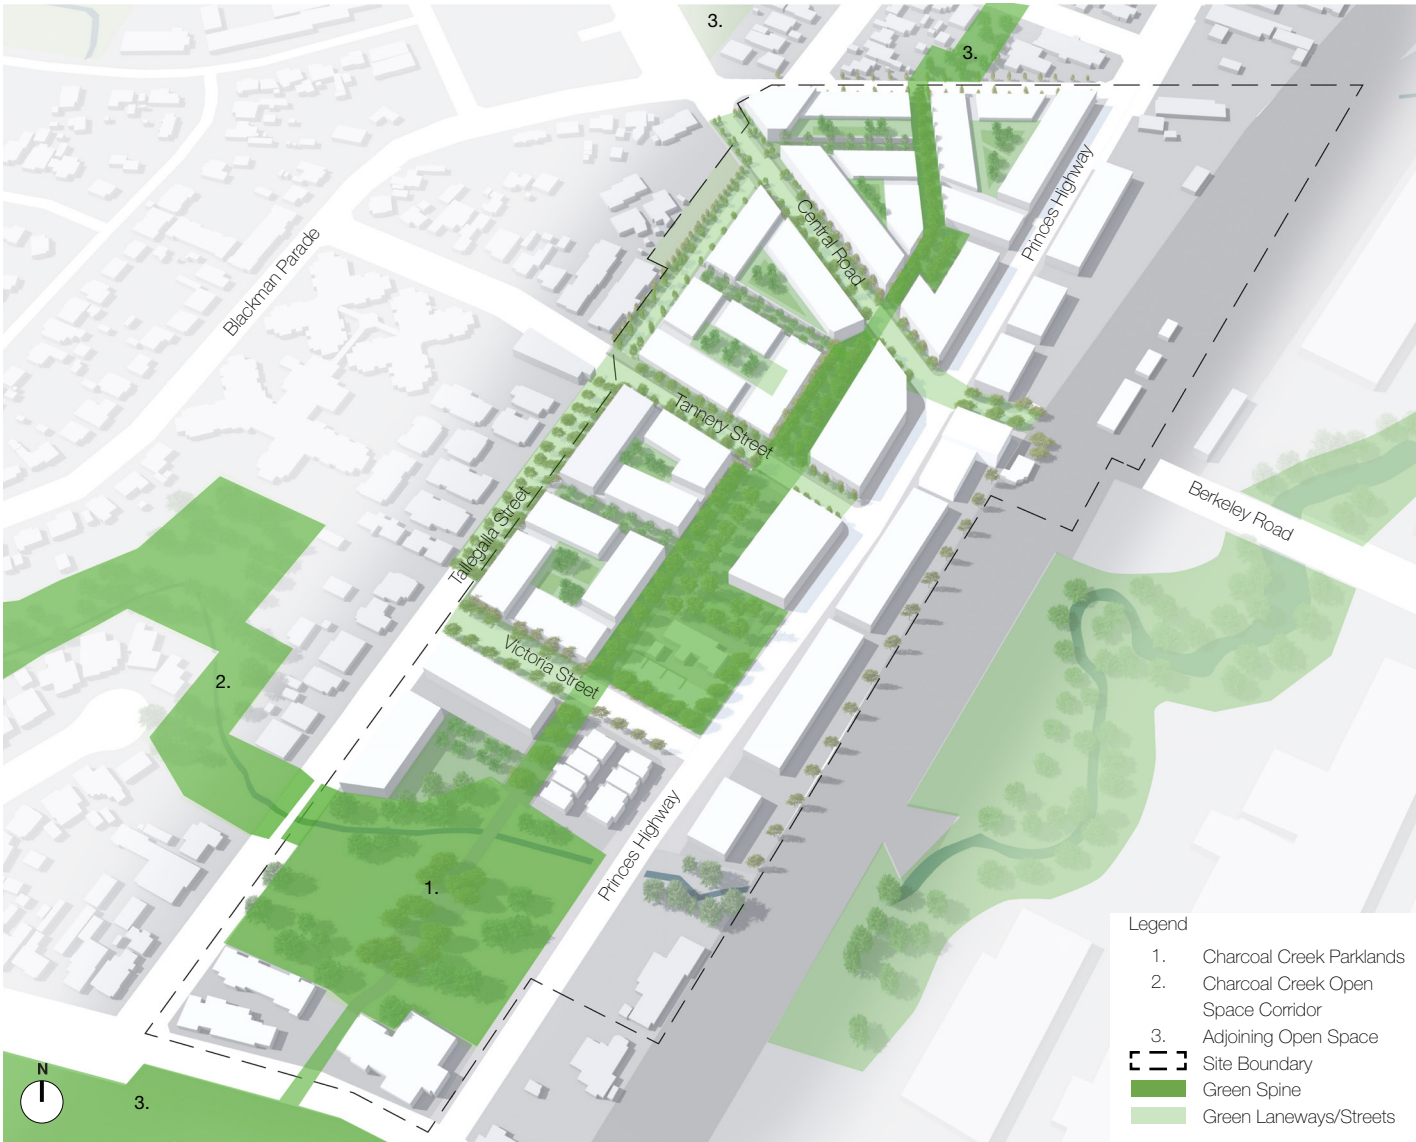 3.
3.
Princes Highway
Central Road
Blackman Parade
Tannery Street
Berkeley Road
Tallegalla Street
Victoria Street
2.
Princes Highway
1.
Legend
1. Charcoal Creek Parklands
2. Charcoal Creek Open
Space Corridor
3. Adjoining Open Space
Site Boundary
Green Spine
Green Laneways/Streets
N
3.